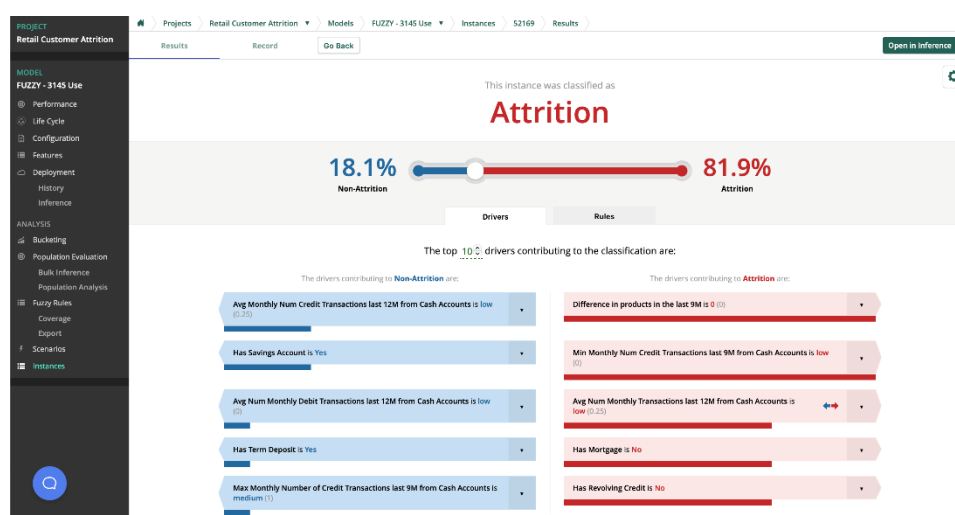 PROJECT
Retail Customer Attrition
MODEL
FUZZY - 3145 Use
Performance
Life Cycle
Configuration
Features
Deployment
History
Inference
ANALYSIS
Bucketing
Population Evaluation
Bulk Inference
Population Analysis
Fuzzy Rules
Coverage
Export
Scenarios
Instances
Projects Retail Customer Attrition ▼ Models FUZZY - 3145 Use ▼ Instances 52169 Results
Results Record Go Back Open in Inference
This instance was classified as
Attrition
18.1% 81.9%
Non-Attrition Attrition
Drivers Rules
The top 10 drivers contributing to the classification are:
The drivers contributing to Non-Attrition are:
Avg Monthly Num Credit Transactions last 12M from Cash Accounts is low
(0.25)
Has Savings Account is Yes
Avg Num Monthly Debit Transactions last 12M from Cash Accounts is low
(0)
Has Term Deposit is Yes
Max Monthly Number of Credit Transactions last 9M from Cash Accounts is
medium (1)
The drivers contributing to Attrition are:
Difference in products in the last 9M is 0 (0)
Min Monthly Num Credit Transactions last 9M from Cash Accounts is low
(0)
Avg Num Monthly Transactions last 12M from Cash Accounts is
low (0.25)
Has Mortgage is No
Has Revolving Credit is No